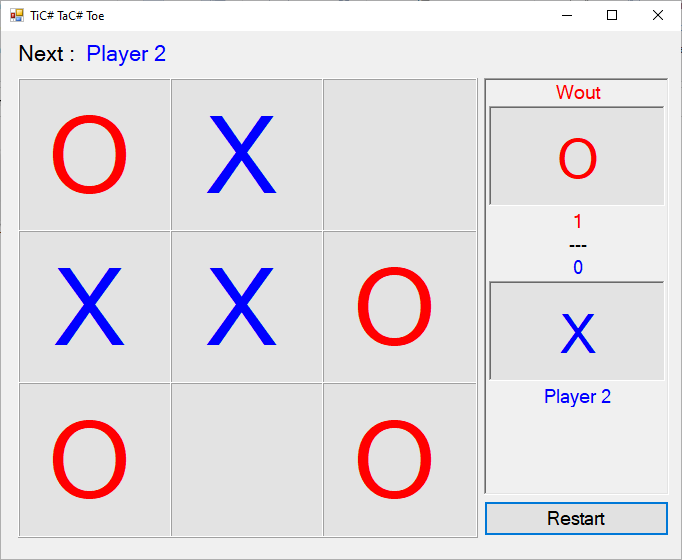 TiC# TaC# Toe
Next : Player 2
O X
X X O
O O
Wout
O
1
---
0
X
Player 2
Restart